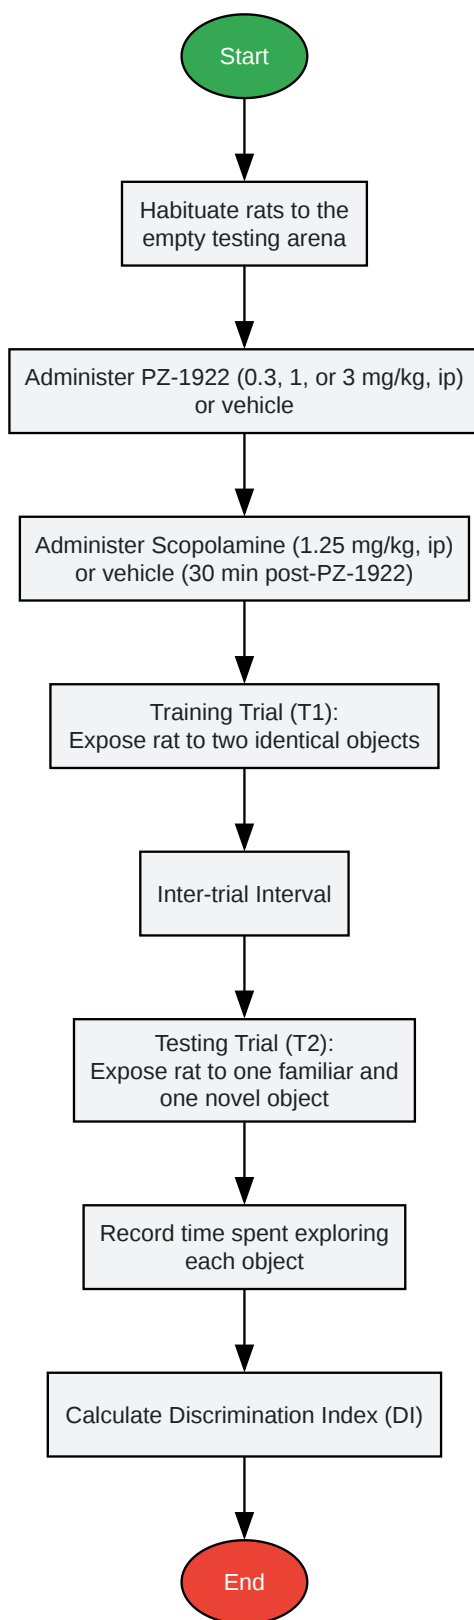 Start
Habituate rats to the
empty testing arena
Administer PZ-1922 (0.3, 1, or 3 mg/kg, ip)
or vehicle
Administer Scopolamine (1.25 mg/kg, ip)
or vehicle (30 min post-PZ-1922)
Training Trial (T1):
Expose rat to two identical objects
Inter-trial Interval
Testing Trial (T2):
Expose rat to one familiar and
one novel object
Record time spent exploring
each object
Calculate Discrimination Index (DI)
End